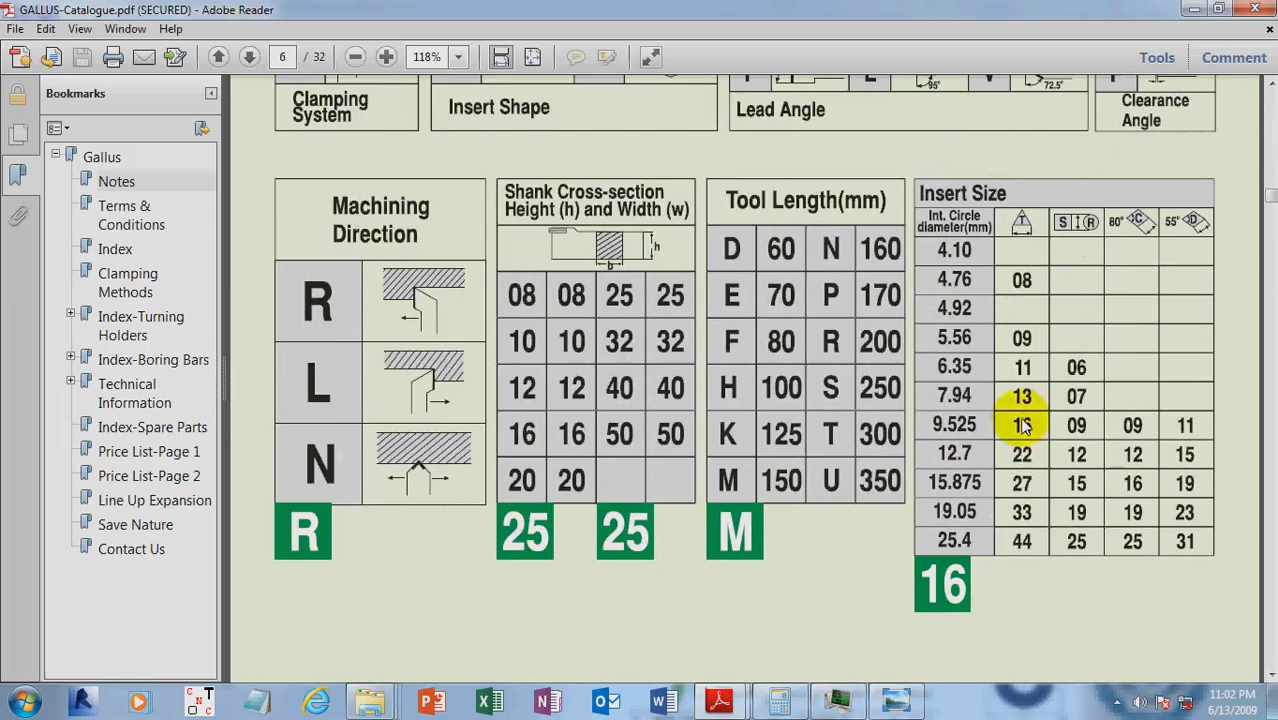 GALLUS-Catalogue.pdf (SECURED) - Adobe Reader
File Edit View Window Help
6 / 32 118% Tools Comment
Bookmarks
Gallus
Notes
Terms &
Conditions
Index
Clamping
Methods
Index-Turning
Holders
Index-Boring Bars
Technical
Information
Index-Spare Parts
Price List-Page 1
Price List-Page 2
Line Up Expansion
Save Nature
Contact Us
95° 72.5°
Clamping
System
Insert Shape
Lead Angle
Clearance
Angle
Machining
Direction
R
L
N
R
Shank Cross-section
Height (h) and Width (w)
h
b
08 08 25 25
10 10 32 32
12 12 40 40
16 16 50 50
20 20
25 25
Tool Length(mm)
D 60 N 160
E 70 P 170
F 80 R 200
H 100 S 250
K 125 T 300
M 150 U 350
M
Insert Size
Int. Circle
diameter(mm)
T S R 80° C 55° D
4.10
4.76 08
4.92
5.56 09
6.35 11 06
7.94 13 07
9.525 16 09 09 11
12.7 22 12 12 15
15.875 27 15 16 19
19.05 33 19 19 23
25.4 44 25 25 31
16
CNC
T
11:02 PM
6/13/2009